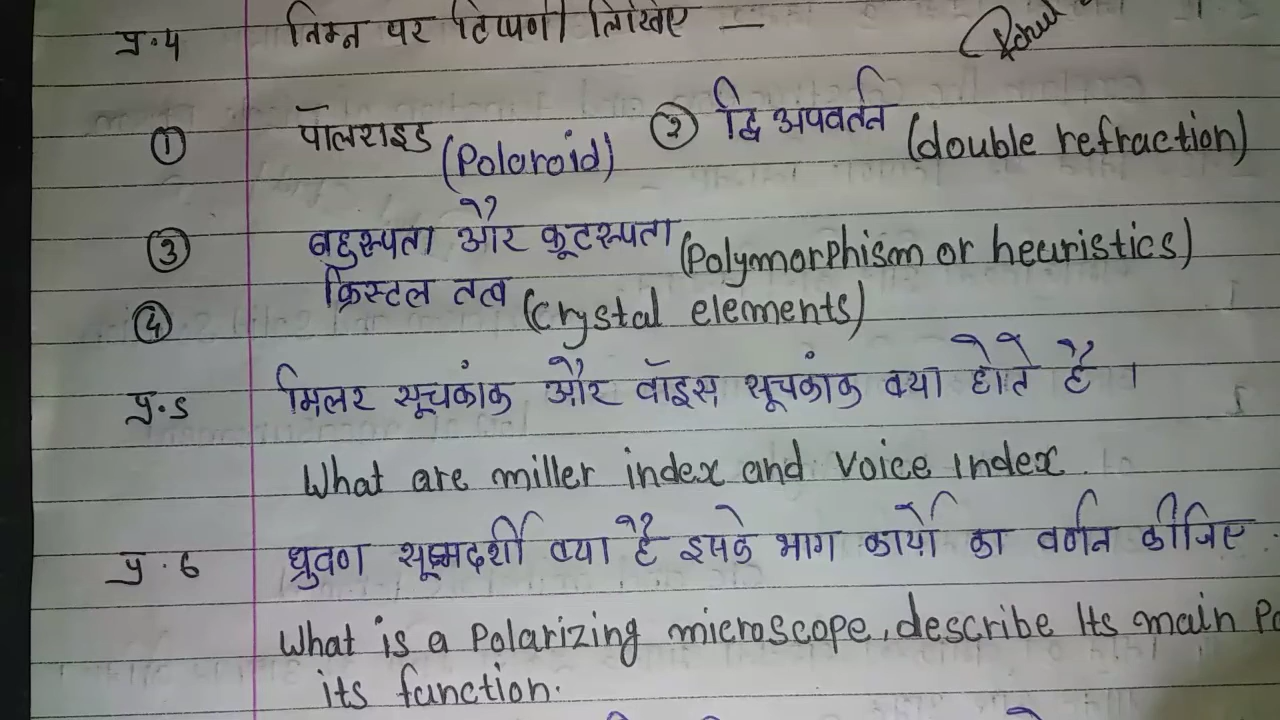 प्र.4 निम्न पर टिप्पणी लिखिए —
① पॉलराइड (Polaroid) ② द्वि अपवर्तन (double refraction)
③ बहुरूपता और कूटरूपता (Polymorphism or heuristics)
④ क्रिस्टल तत्व (crystal elements)
प्र.5 मिलर सूचकांक और वॉइस सूचकांक क्या होते है ।
What are miller index and voice index
प्र.6 ध्रुवण सूक्ष्मदर्शी क्या है इसके भाग कार्यो का वर्णन कीजिए
What is a Polarizing microscope, describe Its main
its function.